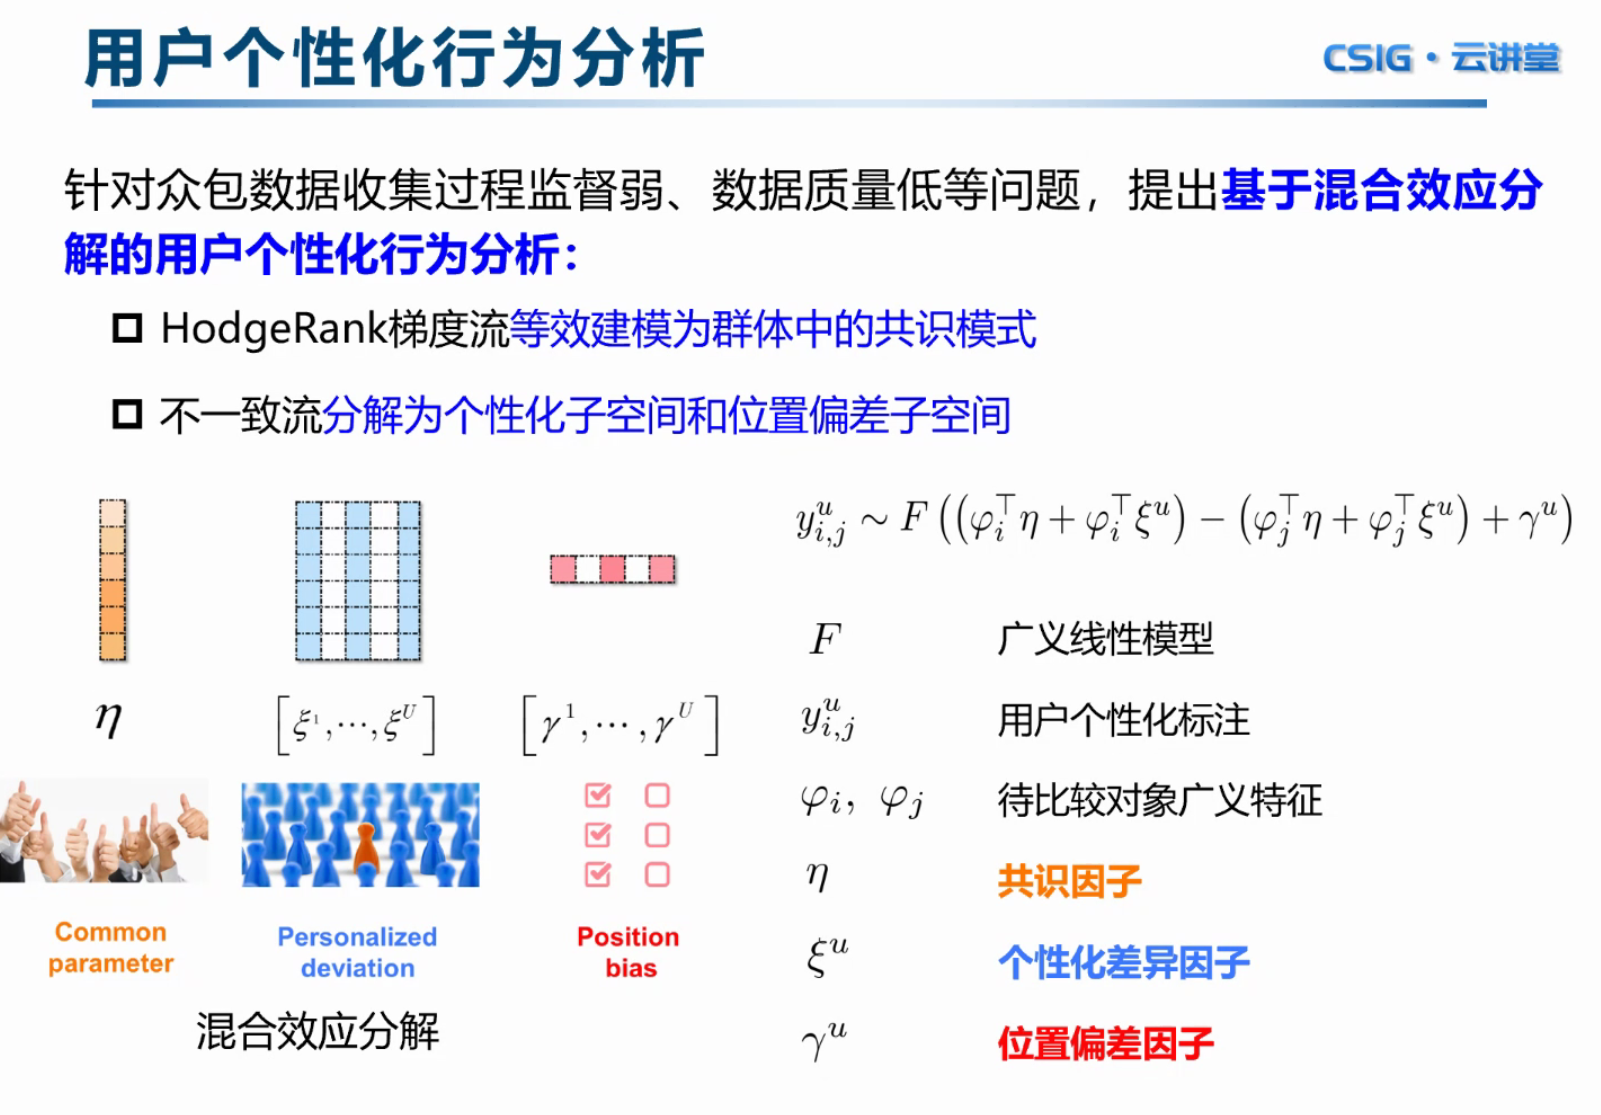 用户个性化行为分析
CSIG·云讲堂
针对众包数据收集过程监督弱、数据质量低等问题，提出基于混合效应分
解的用户个性化行为分析：
HodgeRank梯度流等效建模为群体中的共识模式
不一致流分解为个性化子空间和位置偏差子空间
$y_{i,j}^{u} \sim F\left(\left(\varphi_i^\top \eta + \varphi_i^\top \xi^u\right) - \left(\varphi_j^\top \eta + \varphi_j^\top \xi^u\right) + \gamma^u\right)$
F 广义线性模型
$y_{i,j}^{u}$ 用户个性化标注
$\varphi_i$, $\varphi_j$ 待比较对象广义特征
η 共识因子
$\xi^u$ 个性化差异因子
$\gamma^u$ 位置偏差因子
η
$[\xi^1, \cdots, \xi^U]$
$[\gamma^1, \cdots, \gamma^U]$
Common
parameter
Personalized
deviation
Position
bias
混合效应分解